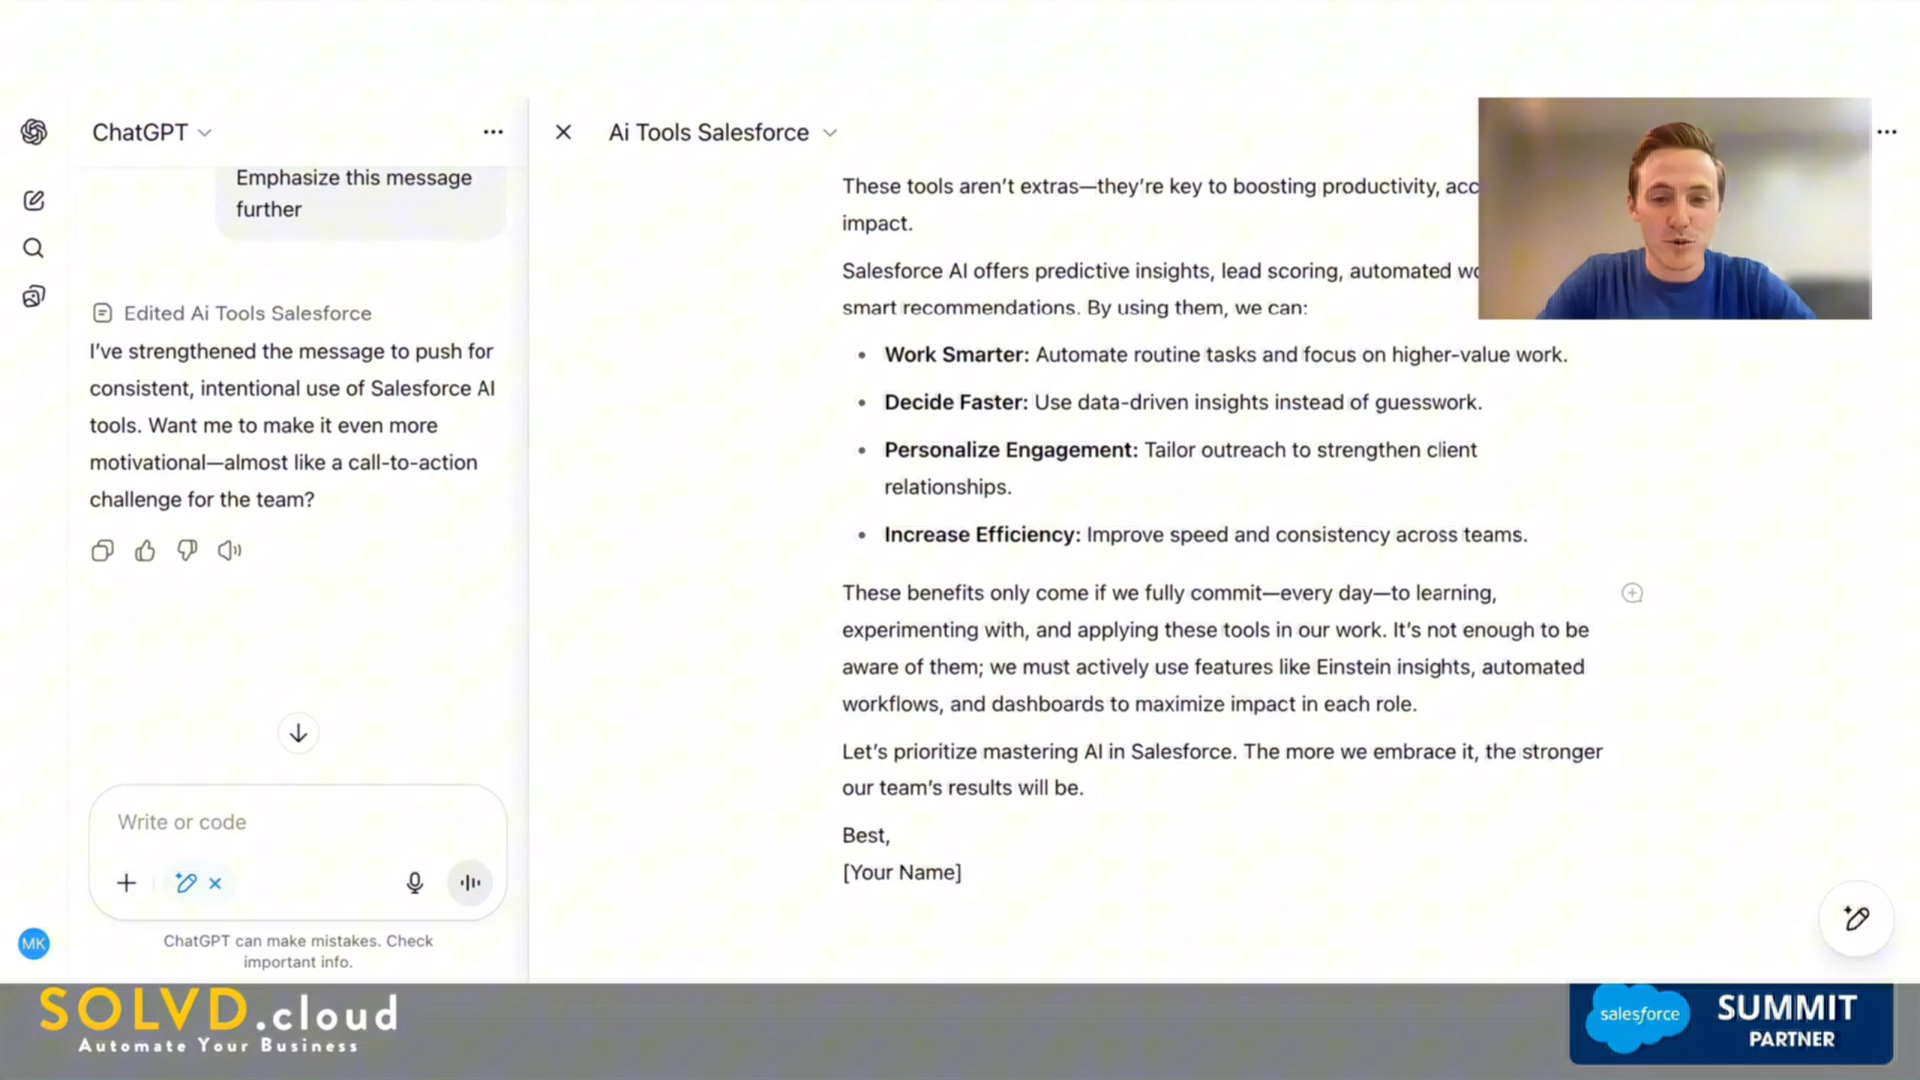 ChatGPT
Emphasize this message
further
Edited Ai Tools Salesforce
I've strengthened the message to push for
consistent, intentional use of Salesforce AI
tools. Want me to make it even more
motivational—almost like a call-to-action
challenge for the team?
Write or code
MK
ChatGPT can make mistakes. Check
important info.
Ai Tools Salesforce
These tools aren't extras—they're key to boosting productivity,
impact.
Salesforce AI offers predictive insights, lead scoring, automated
smart recommendations. By using them, we can:
• Work Smarter: Automate routine tasks and focus on higher-value work.
• Decide Faster: Use data-driven insights instead of guesswork.
• Personalize Engagement: Tailor outreach to strengthen client
relationships.
• Increase Efficiency: Improve speed and consistency across teams.
These benefits only come if we fully commit—every day—to learning,
experimenting with, and applying these tools in our work. It's not enough to be
aware of them; we must actively use features like Einstein insights, automated
workflows, and dashboards to maximize impact in each role.
Let's prioritize mastering AI in Salesforce. The more we embrace it, the stronger
our team's results will be.
Best,
[Your Name]
SOLVD.cloud
Automate Your Business
salesforce
SUMMIT
PARTNER